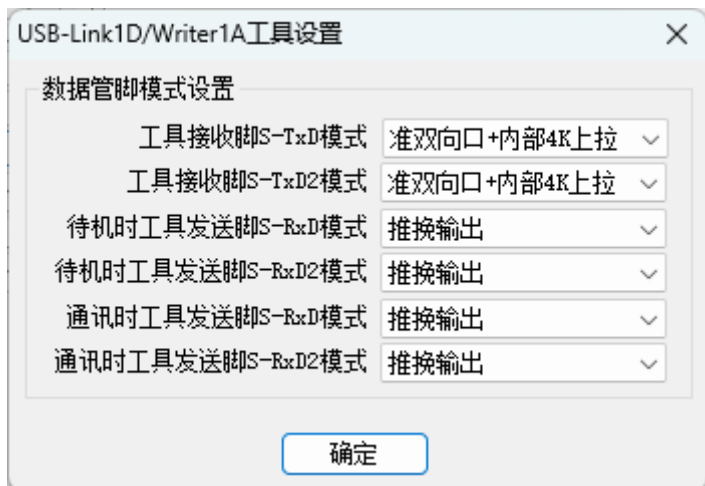 USB-Link1D/Writer1A工具设置
数据管脚模式设置
工具接收脚S-TxD模式 准双向口+内部4K上拉
工具接收脚S-TxD2模式 准双向口+内部4K上拉
待机时工具发送脚S-RxD模式 推挽输出
待机时工具发送脚S-RxD2模式 推挽输出
通讯时工具发送脚S-RxD模式 推挽输出
通讯时工具发送脚S-RxD2模式 推挽输出
确定